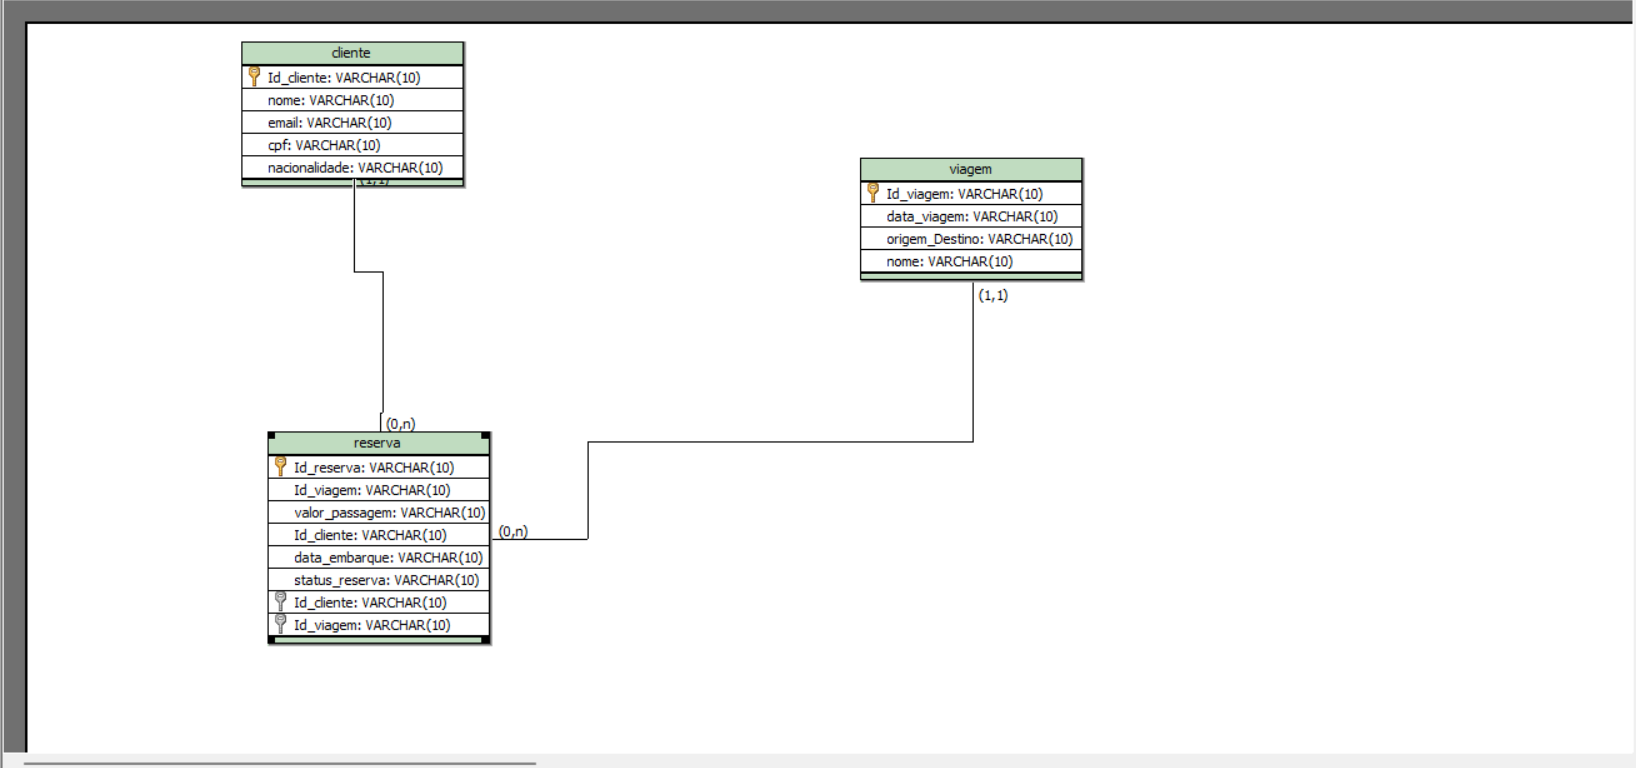 cliente
Id_cliente: VARCHAR(10)
nome: VARCHAR(10)
email: VARCHAR(10)
cpf: VARCHAR(10)
nacionalidade: VARCHAR(10)
(1,1)
viagem
Id_viagem: VARCHAR(10)
data_viagem: VARCHAR(10)
origem_Destino: VARCHAR(10)
nome: VARCHAR(10)
(1,1)
(0,n)
reserva
Id_reserva: VARCHAR(10)
Id_viagem: VARCHAR(10)
valor_passagem: VARCHAR(10)
Id_cliente: VARCHAR(10)
data_embarque: VARCHAR(10)
status_reserva: VARCHAR(10)
Id_cliente: VARCHAR(10)
Id_viagem: VARCHAR(10)
(0,n)